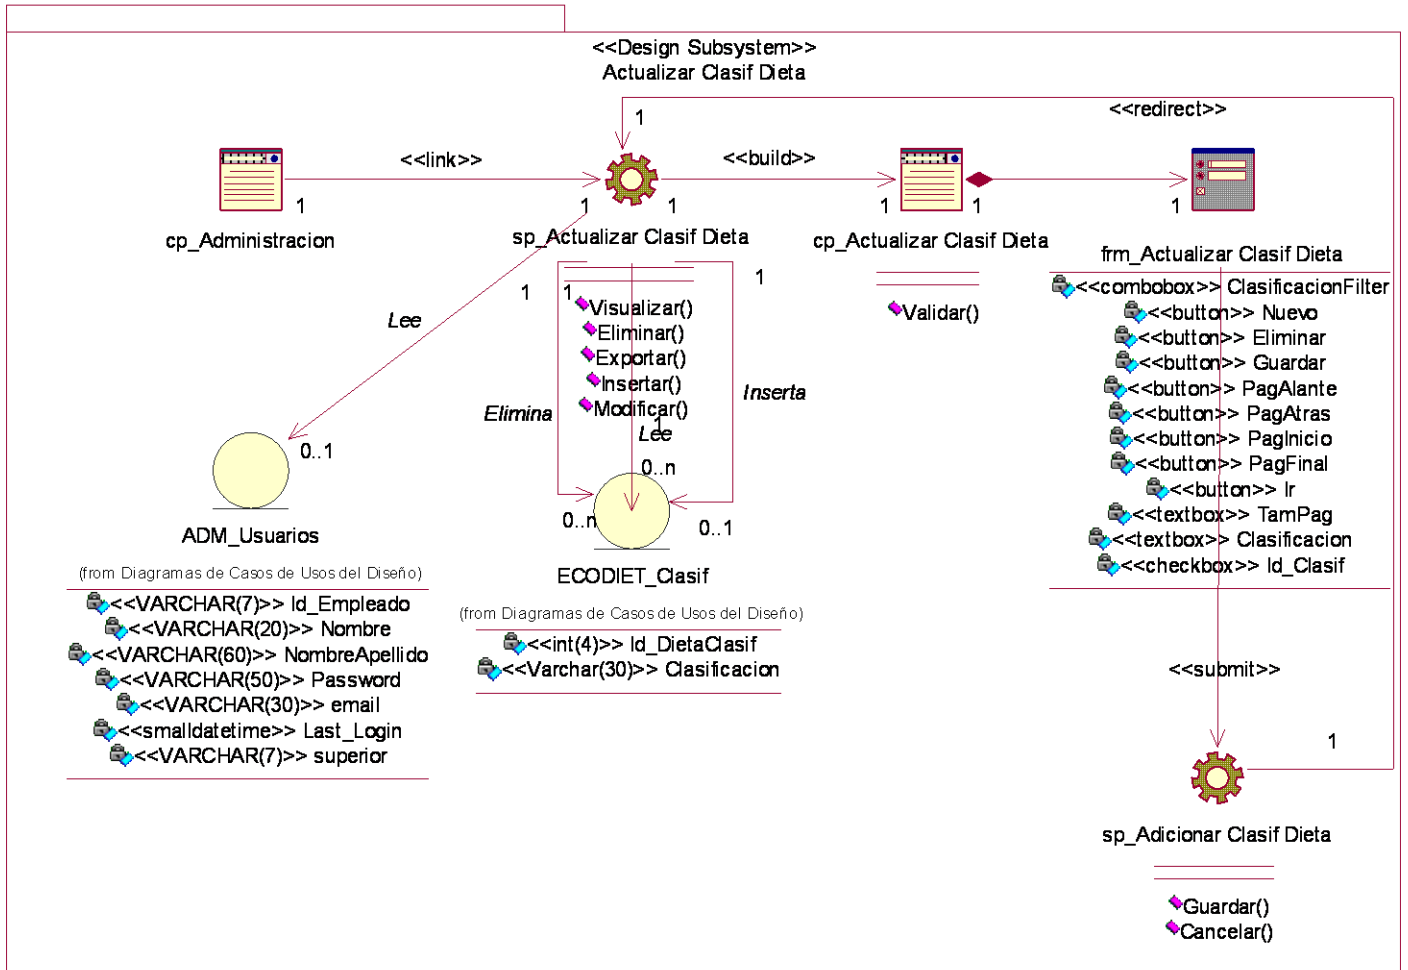 <<Design Subsystem>>
Actualizar Clasif Dieta
<<redirect>>
1
<<link>>
<<build>>
1
1
1
1
1
1
cp_Administracion
sp_Actualizar Clasif Dieta
cp_Actualizar Clasif Dieta
frm_Actualizar Clasif Dieta
1
1
1
Lee
Visualizar()
Eliminar()
Exportar()
Insertar()
Modificar()
Validar()
<<combobox>> ClasificacionFilter
<<button>> Nuevo
<<button>> Eliminar
<<button>> Guardar
<<button>> PagAlante
<<button>> PagAtras
<<button>> PagInicio
<<button>> PagFinal
<<button>> Ir
<<textbox>> TamPag
<<textbox>> Clasificacion
<<checkbox>> Id_Clasif
Elimina
Inserta
1
Lee
0..1
0..n
0..n
0..1
ADM_Usuarios
(from Diagramas de Casos de Usos del Diseño)
<<VARCHAR(7)>> Id_Empleado
<<VARCHAR(20)>> Nombre
<<VARCHAR(60)>> NombreApellido
<<VARCHAR(50)>> Password
<<VARCHAR(30)>> email
<<smalldatetime>> Last_Login
<<VARCHAR(7)>> superior
ECODIET_Clasif
(from Diagramas de Casos de Usos del Diseño)
<<int(4)>> Id_DietaClasif
<<Varchar(30)>> Clasificacion
<<submit>>
1
sp_Adicionar Clasif Dieta
Guardar()
Cancelar()